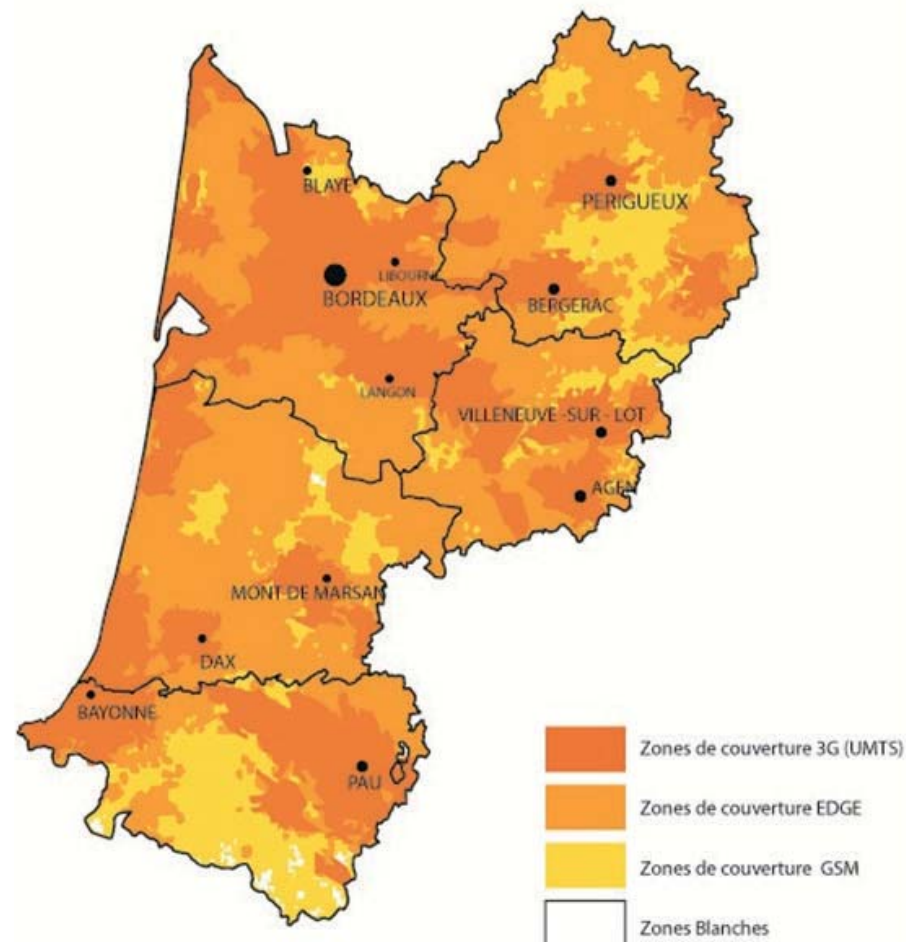 BLAYE
PERIGUEUX
LIBOURNE
BORDEAUX
BERGERAC
LANGON
VILLENEUVE -SUR - LOT
AGEN
MONT-DE MARSAN
DAX
BAYONNE
PAU
Zones de couverture 3G (UMTS)
Zones de couverture EDGE
Zones de couverture GSM
Zones Blanches